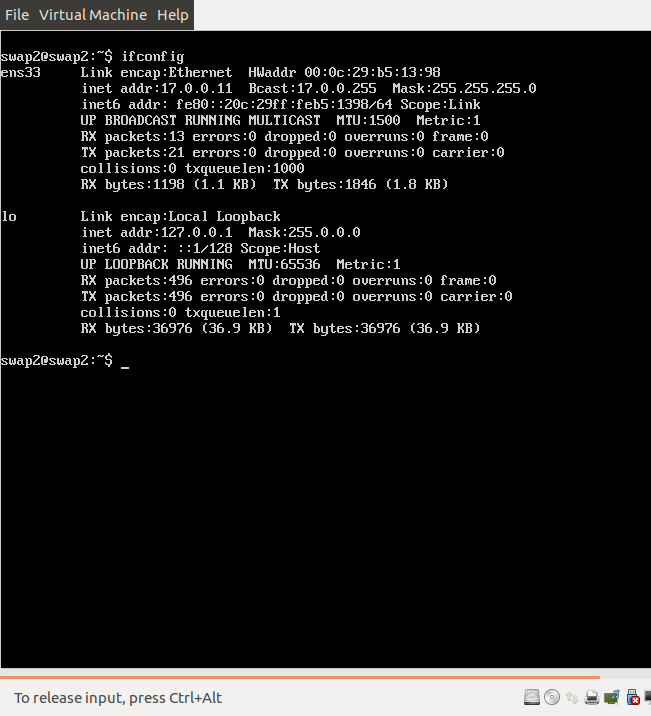 File Virtual Machine Help
swap2@swap2:~$ ifconfig
ens33 Link encap:Ethernet HWaddr 00:0c:29:b5:13:98
inet addr:17.0.0.11 Bcast:17.0.0.255 Mask:255.255.255.0
inet6 addr: fe80::20c:29ff:feb5:1398/64 Scope:Link
UP BROADCAST RUNNING MULTICAST MTU:1500 Metric:1
RX packets:13 errors:0 dropped:0 overruns:0 frame:0
TX packets:21 errors:0 dropped:0 overruns:0 carrier:0
collisions:0 txqueuelen:1000
RX bytes:1198 (1.1 KB) TX bytes:1846 (1.8 KB)
lo Link encap:Local Loopback
inet addr:127.0.0.1 Mask:255.0.0.0
inet6 addr: ::1/128 Scope:Host
UP LOOPBACK RUNNING MTU:65536 Metric:1
RX packets:496 errors:0 dropped:0 overruns:0 frame:0
TX packets:496 errors:0 dropped:0 overruns:0 carrier:0
collisions:0 txqueuelen:1
RX bytes:36976 (36.9 KB) TX bytes:36976 (36.9 KB)
swap2@swap2:~$ _
To release input, press Ctrl+Alt